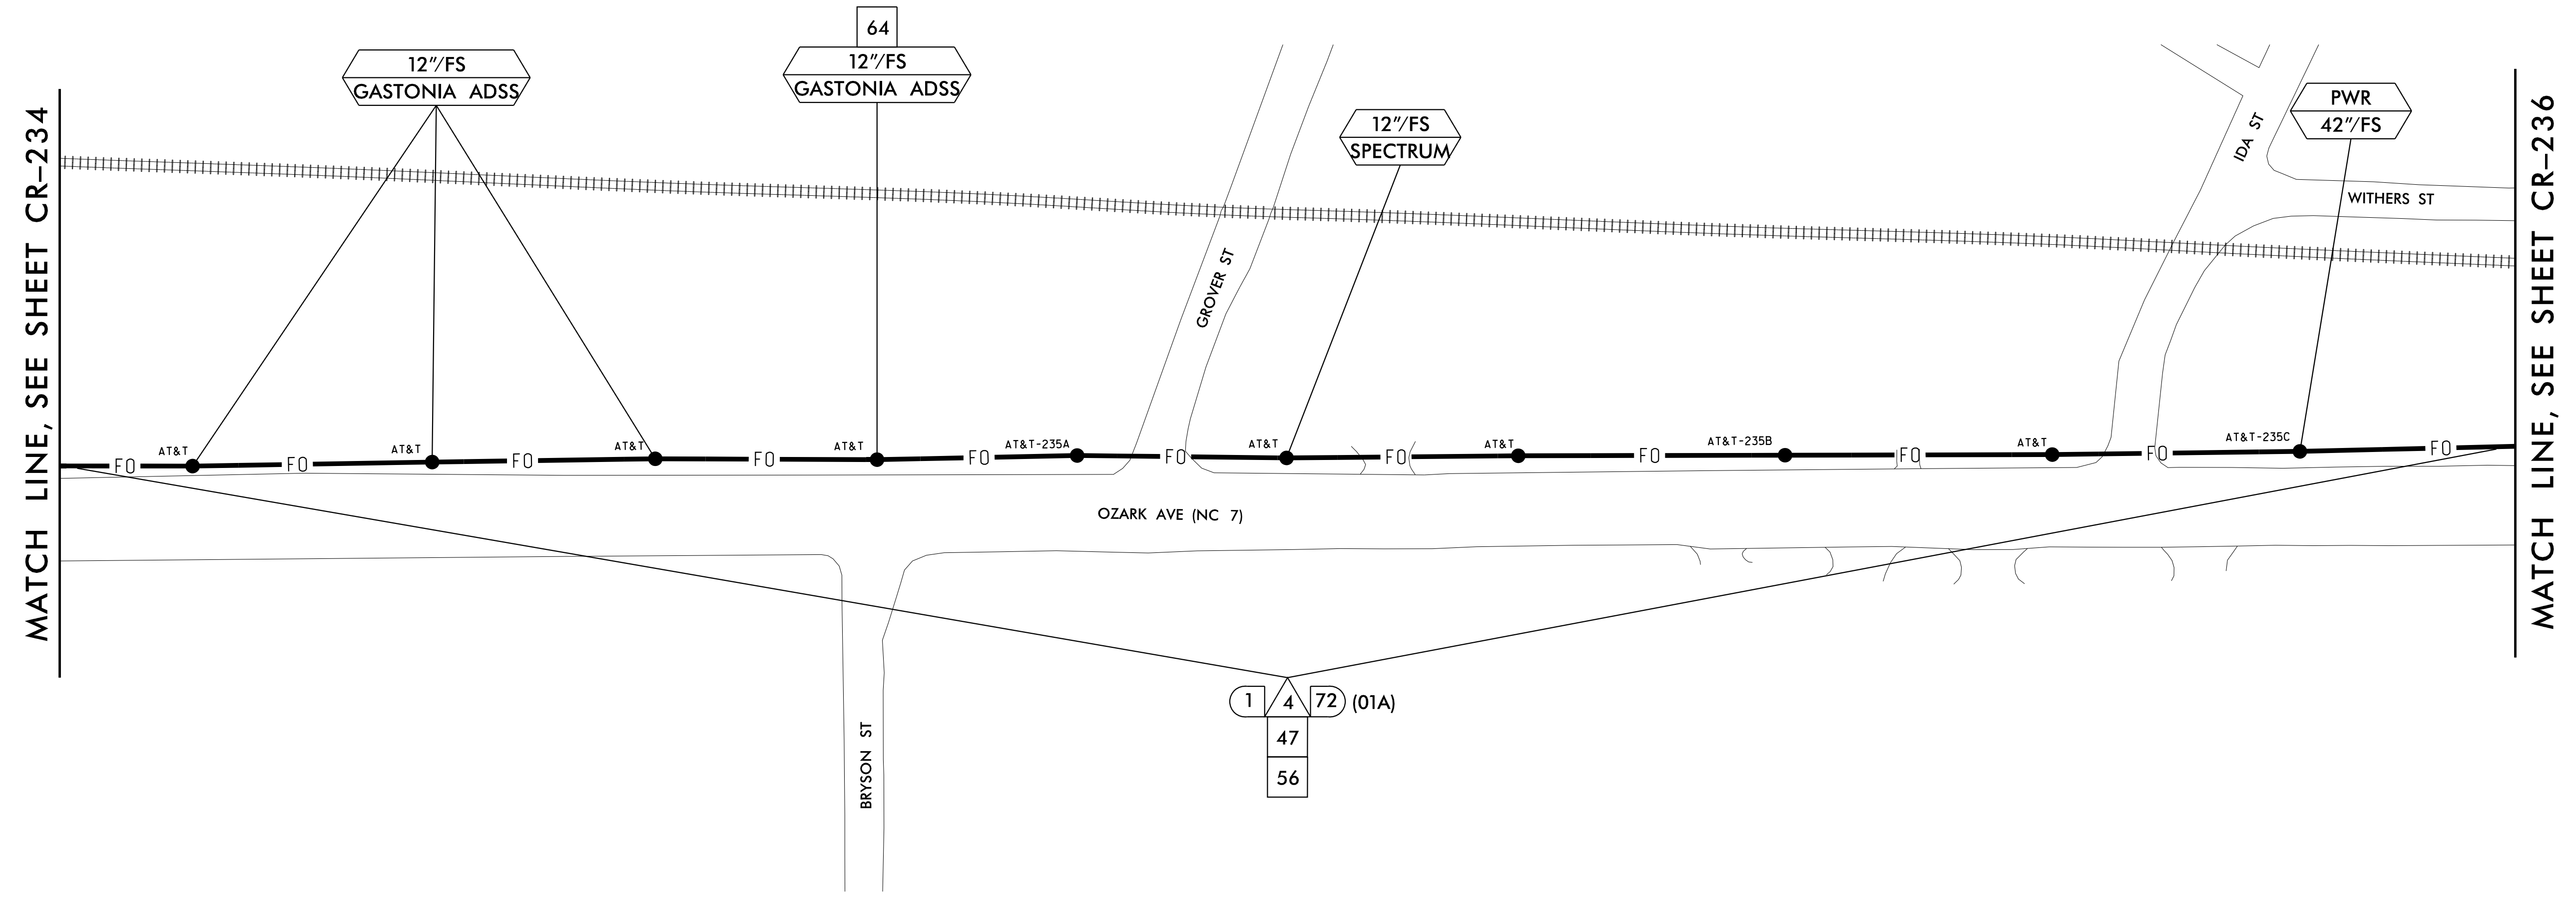 64
12"/FS
GASTONIA ADSS
12"/FS
GASTONIA ADSS
12"/FS
SPECTRUM
PWR
42"/FS
MATCH LINE, SEE SHEET CR-234
MATCH LINE, SEE SHEET CR-236
IDA ST
WITHERS ST
GROVER ST
AT&T
AT&T
AT&T
AT&T
AT&T-235A
AT&T
AT&T
AT&T-235B
AT&T
AT&T-235C
FO FO FO FO FO FO FO FO FO FO FO
OZARK AVE (NC 7)
BRYSON ST
1 4 72 (01A)
47
56